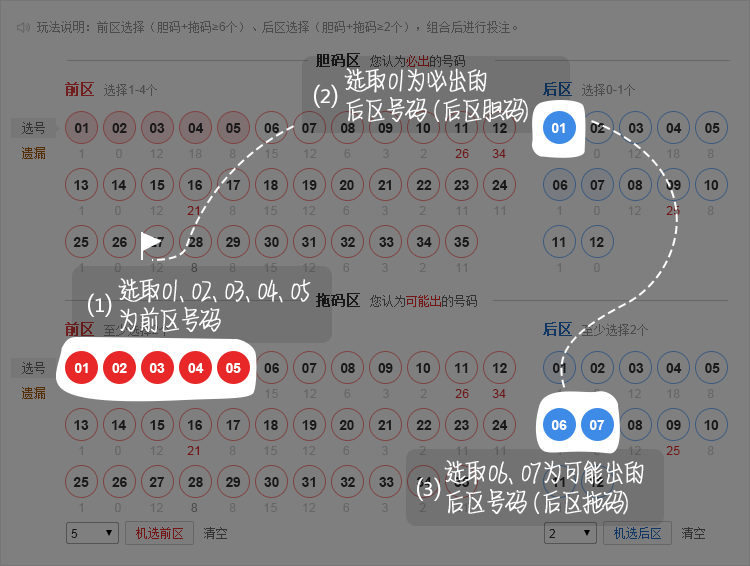 玩法说明：前区选择（胆码+拖码≥6个）、后区选择（胆码+拖码≥2个），组合后进行投注。
胆码区 您认为必出的号码
前区 选择1-4个
后区 选择0-1个
(2) 选取01为必出的
后区号码(后区胆码)
选号 01 02 03 04 05 06 07 08 09 10 11 12 01 02 03 04 05
遗漏 1 0 12 18 8 15 12 6 3 2 26 34 1 0 12 18 8
13 14 15 16 17 18 19 20 21 22 23 24 06 07 08 09 10
1 0 12 21 8 15 12 6 3 2 11 11 1 0 12 25 8
25 26 27 28 29 30 31 32 33 34 35 11 12
1 0 12 8 8 15 12 6 3 2 11 1 0
(1) 选取01、02、03、04、05
为前区号码
拖码区 您认为可能出的号码
前区 至少选择2个
后区 至少选择2个
选号 01 02 03 04 05 06 07 08 09 10 11 12 01 02 03 04 05
遗漏 15 12 6 3 2 26 34 12 18 8
13 14 15 16 17 18 19 20 21 22 23 24 06 07 08 09 10
1 0 12 21 8 15 12 6 3 2 11 11 12 25 8
(3) 选取06、07为可能出的
后区号码(后区拖码)
25 26 27 28 29 30 31 32 33 34 35 11 12
1 0 12 8 8 15 12 6
5 机选前区 清空
2 机选后区 清空